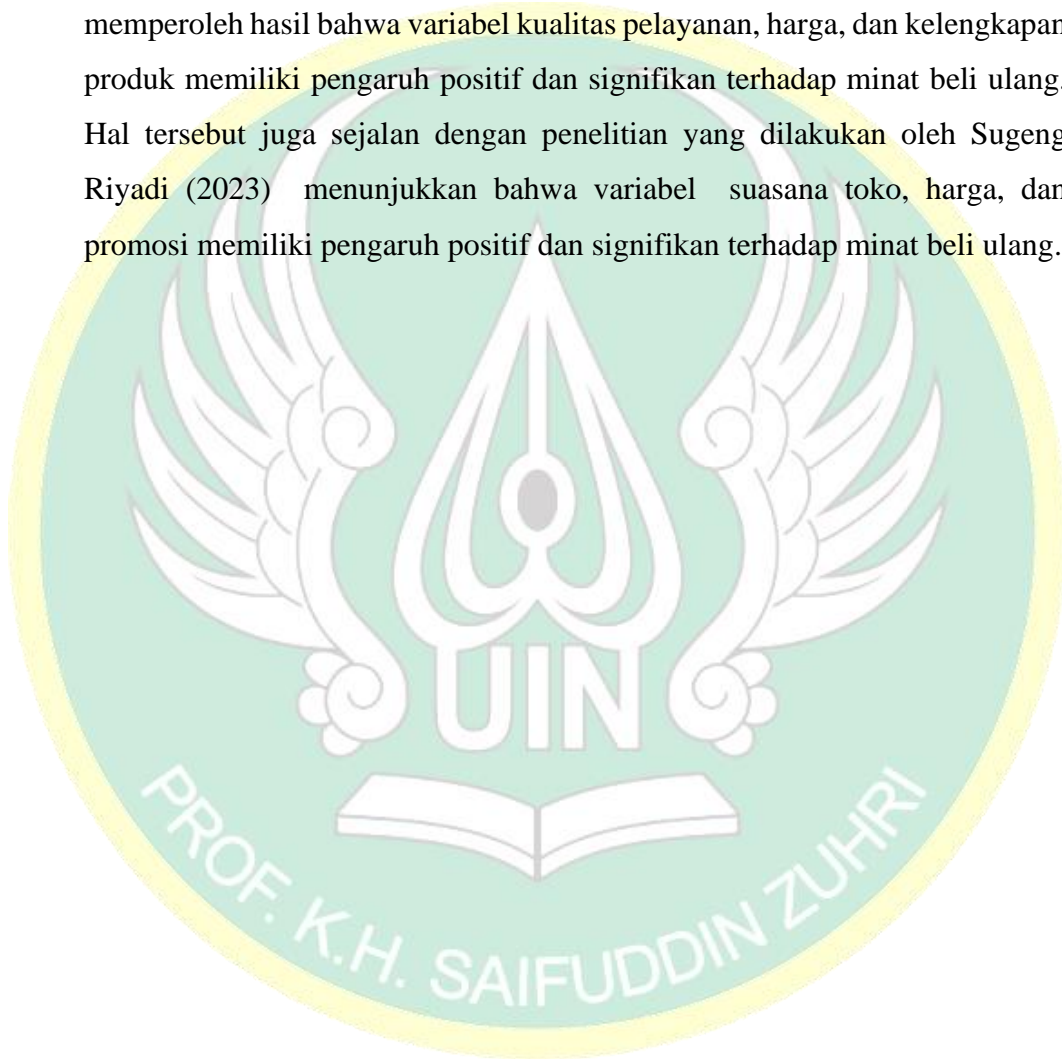 memperoleh hasil bahwa variabel kualitas pelayanan, harga, dan kelengkapan
produk memiliki pengaruh positif dan signifikan terhadap minat beli ulang.
Hal tersebut juga sejalan dengan penelitian yang dilakukan oleh Sugeng
Riyadi (2023) menunjukkan bahwa variabel suasana toko, harga, dan
promosi memiliki pengaruh positif dan signifikan terhadap minat beli ulang.
UIN
PROF. K.H. SAIFUDDIN ZUHRI